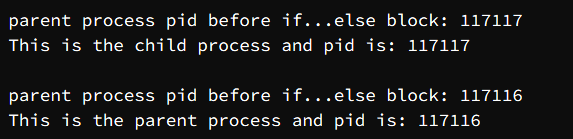 parent process pid before if...else block: 117117
This is the child process and pid is: 117117
parent process pid before if...else block: 117116
This is the parent process and pid is: 117116